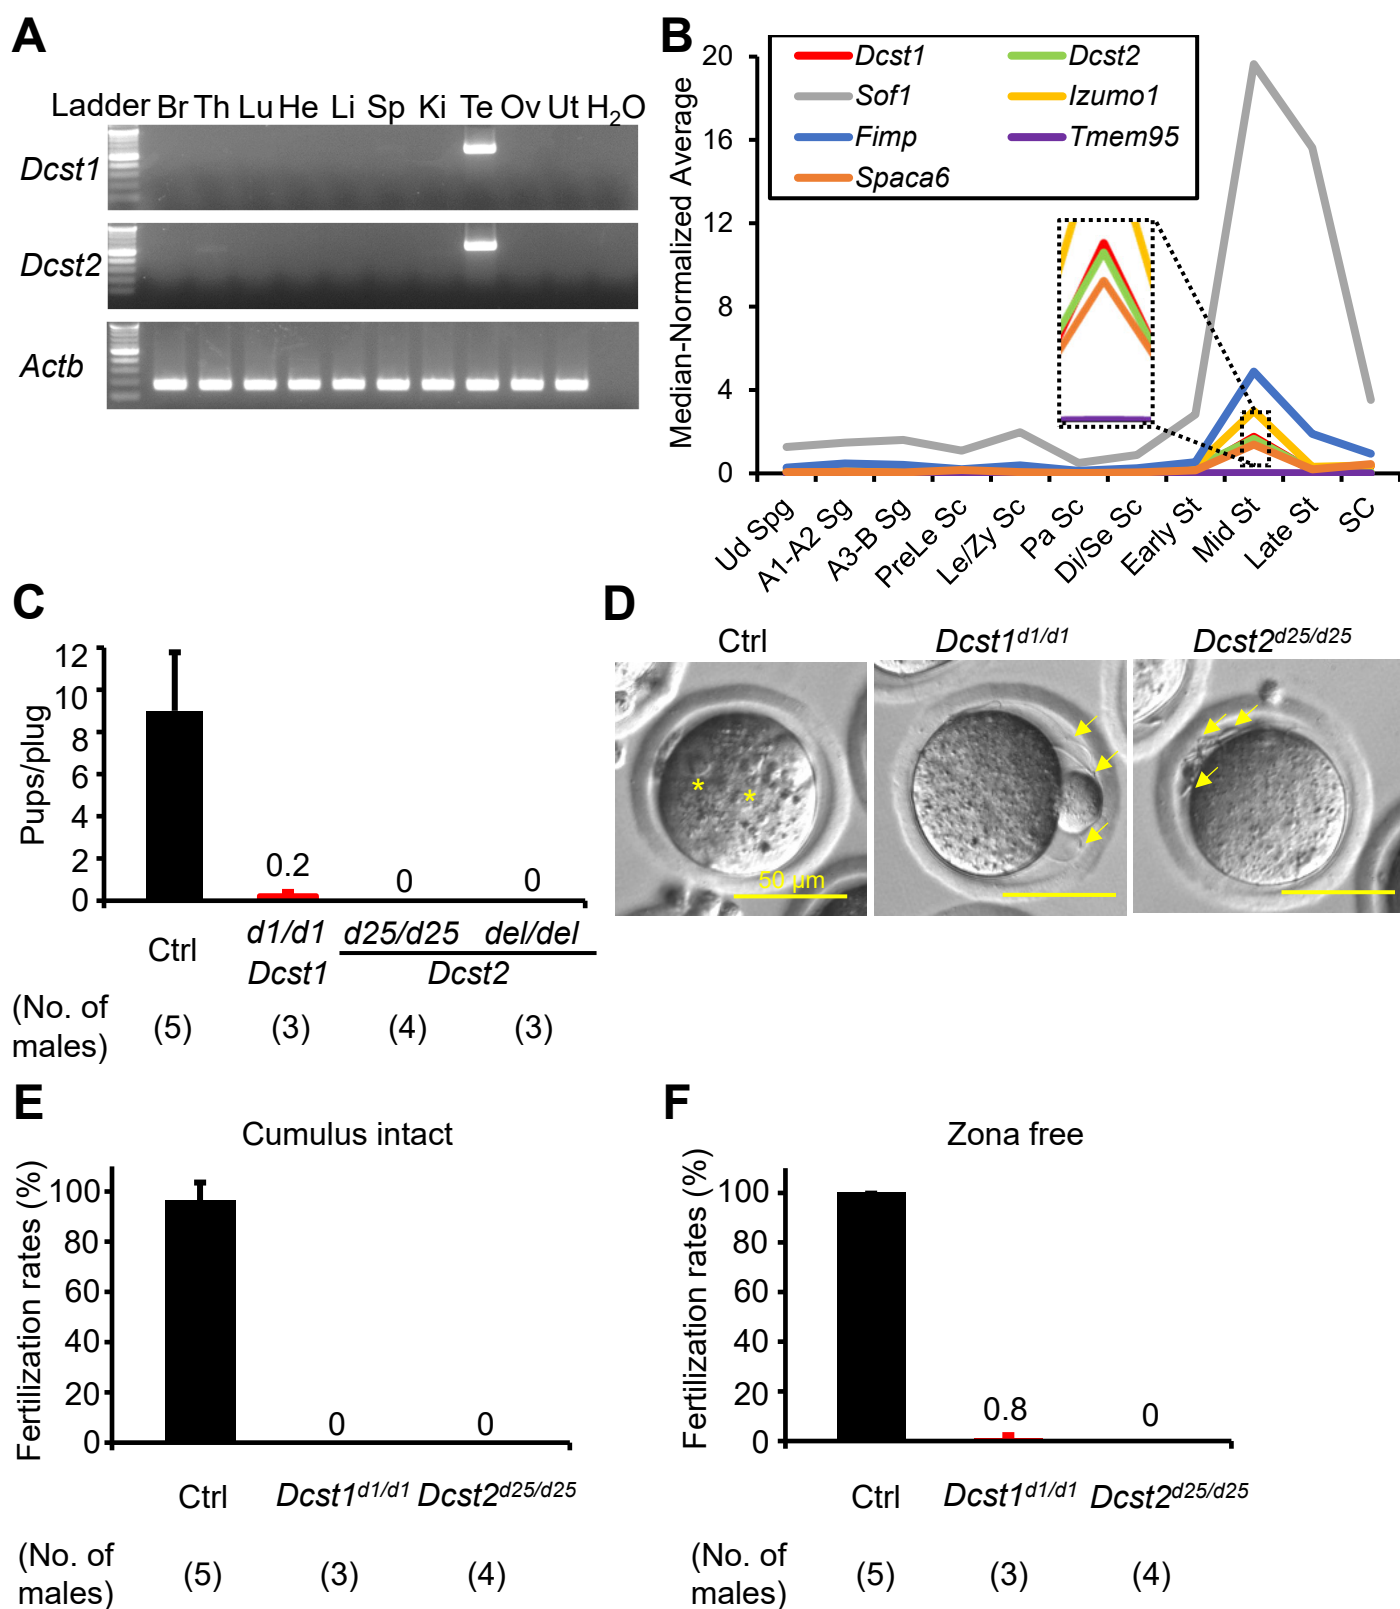 A
Ladder Br Th Lu He Li Sp Ki Te Ov Ut H₂O
Dcst1
Dcst2
Actb
B
Median-Normalized Average
20
16
12
8
4
0
Dcst1
Dcst2
Sof1
Izumo1
Fimp
Tmem95
Spaca6
Ud Spg
A1-A2 Sg
A3-B Sg
PreLe Sc
Le/Zy Sc
Pa Sc
Di/Se Sc
Early St
Mid St
Late St
SC
C
Pups/plug
12
10
8
6
4
2
0
0.2
0
0
Ctrl
d1/d1
d25/d25
del/del
Dcst1
Dcst2
(No. of
males)
(5)
(3)
(4)
(3)
D
Ctrl
Dcst1d1/d1
Dcst2d25/d25
*
*
50 µm
E
Cumulus intact
Fertilization rates (%)
100
80
60
40
20
0
0
0
Ctrl
Dcst1d1/d1
Dcst2d25/d25
(No. of
males)
(5)
(3)
(4)
F
Zona free
Fertilization rates (%)
100
80
60
40
20
0
0.8
0
Ctrl
Dcst1d1/d1
Dcst2d25/d25
(No. of
males)
(5)
(3)
(4)